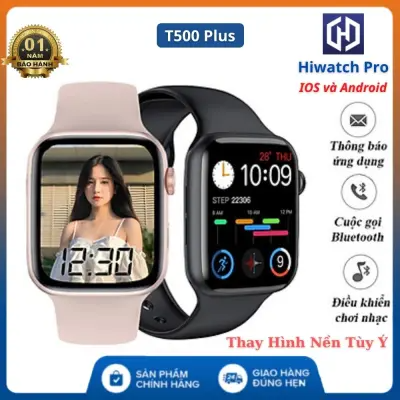 01.
NĂM
BẢO HÀNH
T500 Plus
Hiwatch Pro
IOS và Android
Thông báo
ứng dụng
Cuộc gọi
Bluetooth
Điều khiển
chơi nhạc
12:30
28° THU
10:09
STEP 22306
Thay Hình Nền Tùy Ý
SẢN PHẨM
CHÍNH HÃNG
GIAO HÀNG
ĐÚNG HẸN